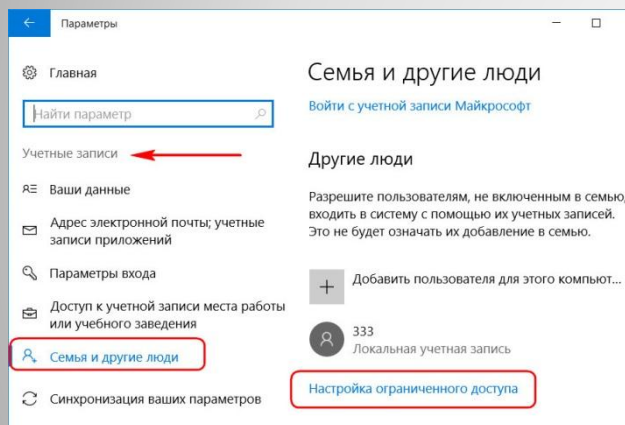 Параметры
Главная
Найти параметр
Учетные записи
Ваши данные
Адрес электронной почты; учетные
записи приложений
Параметры входа
Доступ к учетной записи места работы
или учебного заведения
Семья и другие люди
Синхронизация ваших параметров
Семья и другие люди
Войти с учетной записи Майкрософт
Другие люди
Разрешите пользователям, не включенным в семью,
входить в систему с помощью их учетных записей.
Это не будет означать их добавление в семью.
Добавить пользователя для этого компьют...
333
Локальная учетная запись
Настройка ограниченного доступа